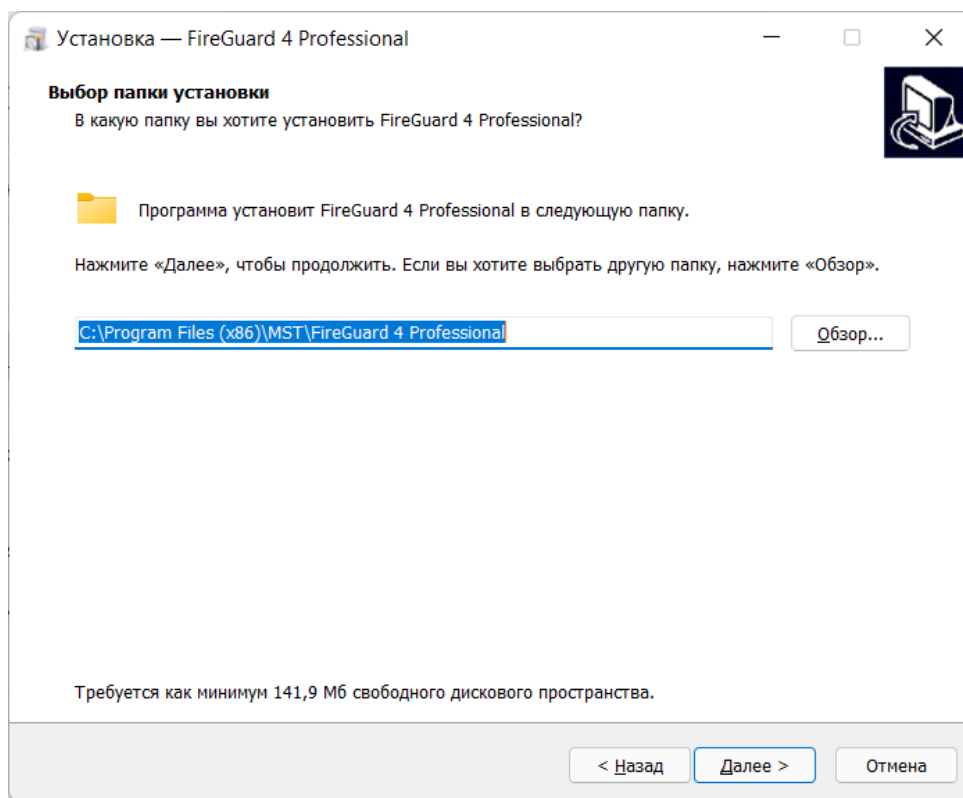 Установка — FireGuard 4 Professional
Выбор папки установки
В какую папку вы хотите установить FireGuard 4 Professional?
Программа установит FireGuard 4 Professional в следующую папку.
Нажмите «Далее», чтобы продолжить. Если вы хотите выбрать другую папку, нажмите «Обзор».
C:\Program Files (x86)\MST\FireGuard 4 Professional
Обзор...
Требуется как минимум 141,9 Мб свободного дискового пространства.
< Назад
Далее >
Отмена